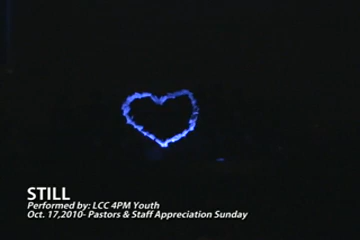 STILL
Performed by: LCC 4PM Youth
Oct. 17,2010- Pastors & Staff Appreciation Sunday